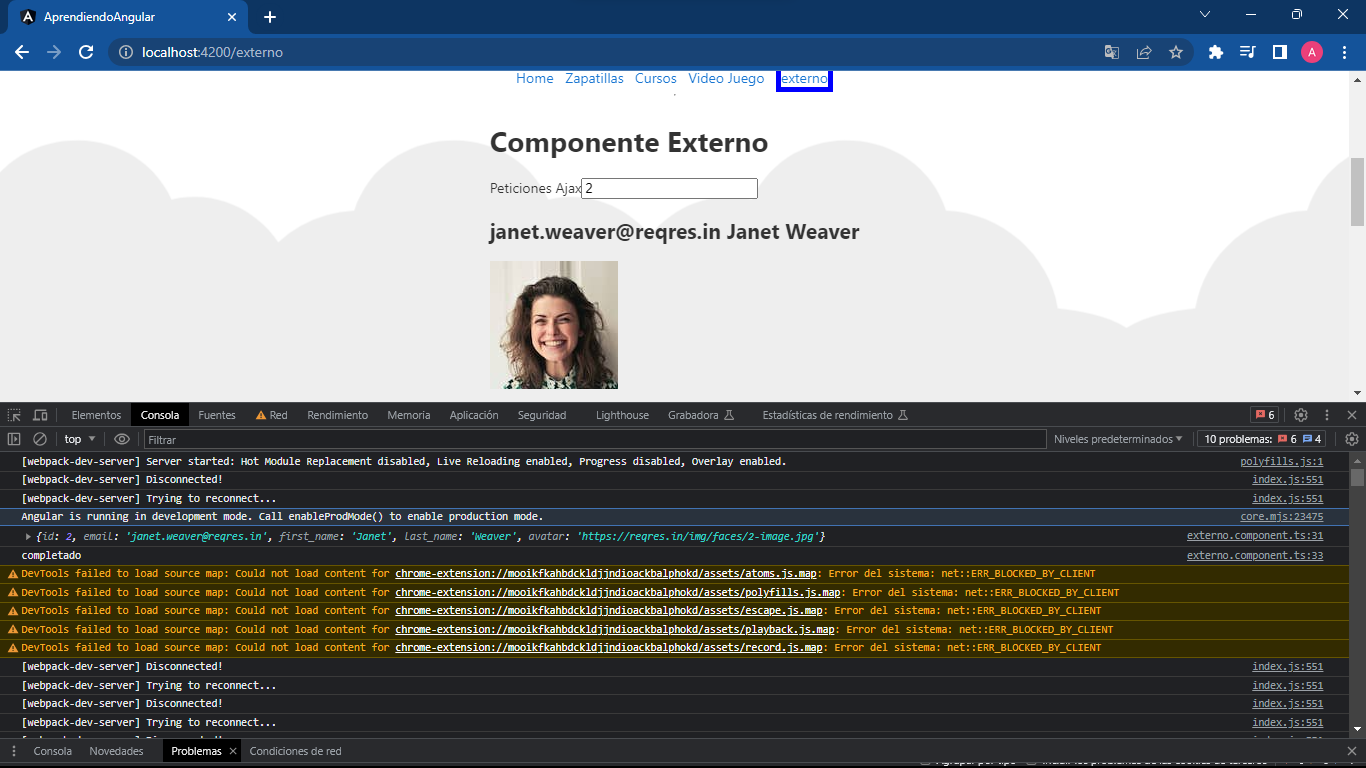 AprendiendoAngular
localhost:4200/externo
A
Home Zapatillas Cursos Video Juego externo
Componente Externo
Peticiones Ajax 2
janet.weaver@reqres.in Janet Weaver
Elementos Consola Fuentes Red Rendimiento Memoria Aplicación Seguridad Lighthouse Grabadora Estadísticas de rendimiento 6
top Filtrar Niveles predeterminados 10 problemas: 6 4
[webpack-dev-server] Server started: Hot Module Replacement disabled, Live Reloading enabled, Progress disabled, Overlay enabled. polyfills.js:1
[webpack-dev-server] Disconnected! index.js:551
[webpack-dev-server] Trying to reconnect... index.js:551
Angular is running in development mode. Call enableProdMode() to enable production mode. core.mjs:23475
{id: 2, email: 'janet.weaver@reqres.in', first_name: 'Janet', last_name: 'Weaver', avatar: 'https://reqres.in/img/faces/2-image.jpg'} externo.component.ts:31
completado externo.component.ts:33
DevTools failed to load source map: Could not load content for chrome-extension://mooikfkahbdckldjjndioackbalphokd/assets/atoms.js.map: Error del sistema: net::ERR_BLOCKED_BY_CLIENT
DevTools failed to load source map: Could not load content for chrome-extension://mooikfkahbdckldjjndioackbalphokd/assets/polyfills.js.map: Error del sistema: net::ERR_BLOCKED_BY_CLIENT
DevTools failed to load source map: Could not load content for chrome-extension://mooikfkahbdckldjjndioackbalphokd/assets/escape.js.map: Error del sistema: net::ERR_BLOCKED_BY_CLIENT
DevTools failed to load source map: Could not load content for chrome-extension://mooikfkahbdckldjjndioackbalphokd/assets/playback.js.map: Error del sistema: net::ERR_BLOCKED_BY_CLIENT
DevTools failed to load source map: Could not load content for chrome-extension://mooikfkahbdckldjjndioackbalphokd/assets/record.js.map: Error del sistema: net::ERR_BLOCKED_BY_CLIENT
[webpack-dev-server] Disconnected! index.js:551
[webpack-dev-server] Trying to reconnect... index.js:551
[webpack-dev-server] Disconnected! index.js:551
[webpack-dev-server] Trying to reconnect... index.js:551
Consola Novedades Problemas Condiciones de red